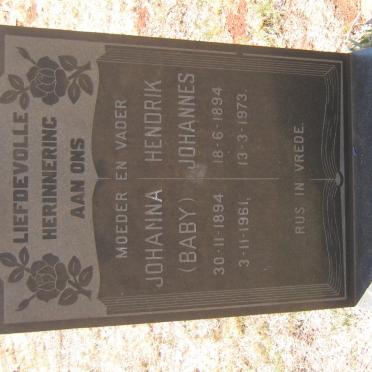 LIEFDEVOLLE
HERINNERING
AAN ONS
MOEDER EN VADER
JOHANNA HENDRIK
(BABY) JOHANNES
30-11-1894 18-6-1894
3-11-1961, 13-3-1973.
RUS IN VREDE.